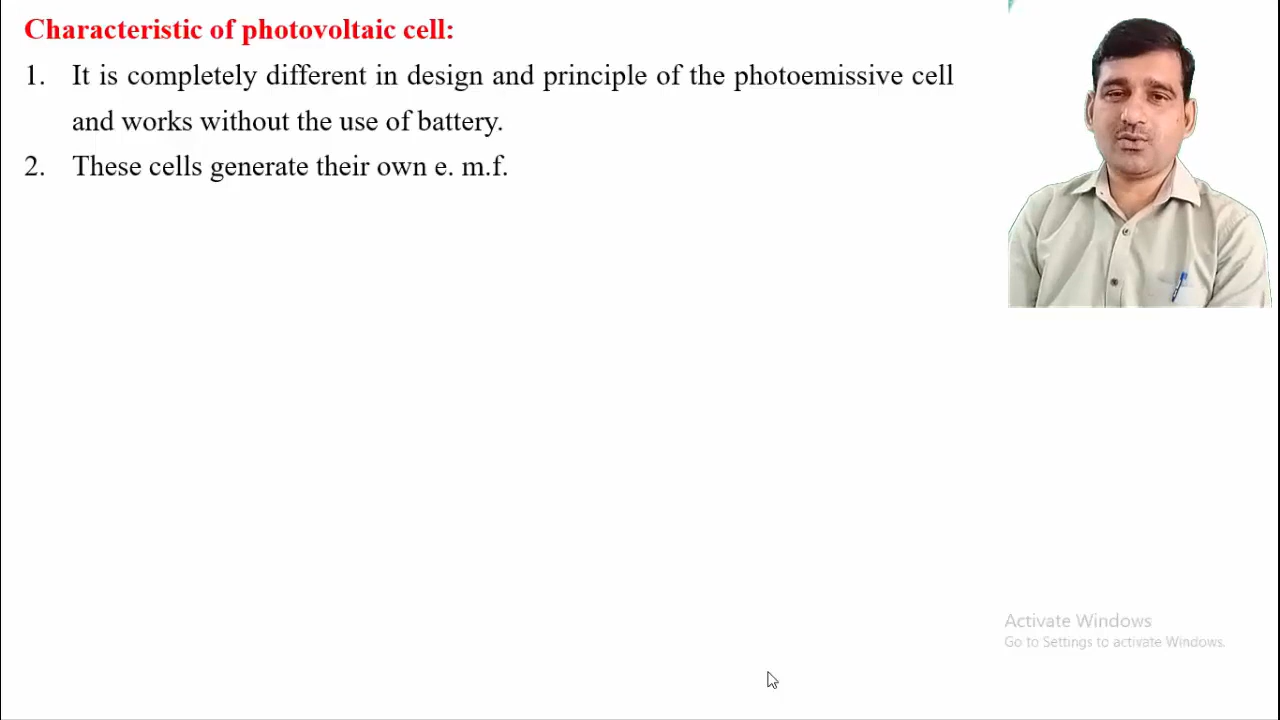 Characteristic of photovoltaic cell:
1. It is completely different in design and principle of the photoemissive cell
and works without the use of battery.
2. These cells generate their own e. m.f.
Activate Windows
Go to Settings to activate Windows.